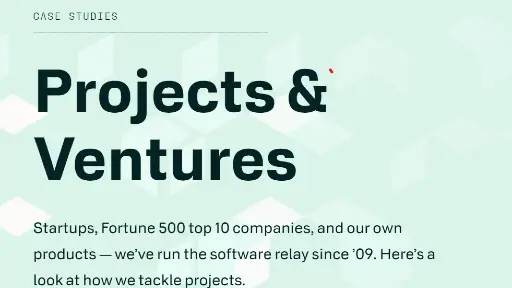 CASE STUDIES
Projects &
Ventures
Startups, Fortune 500 top 10 companies, and our own
products — we’ve run the software relay since ’09. Here’s a
look at how we tackle projects.